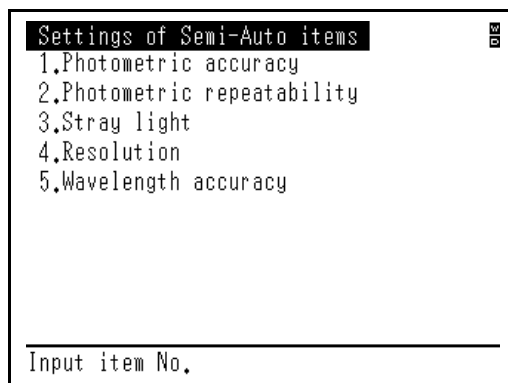 Settings of Semi-Auto items
W
D
1.Photometric accuracy
2.Photometric repeatability
3.Stray light
4.Resolution
5.Wavelength accuracy
Input item No.